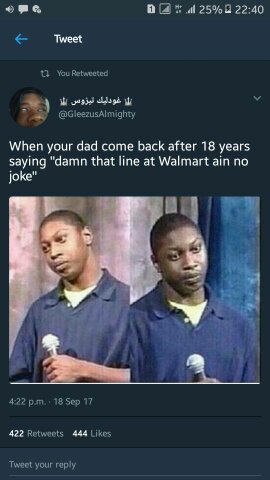 25% 22:40
Tweet
You Retweeted
غودليك تيزوس
@GleezusAlmighty
When your dad come back after 18 years
saying "damn that line at Walmart ain no
joke"
4:22 p.m. · 18 Sep 17
422 Retweets 444 Likes
Tweet your reply